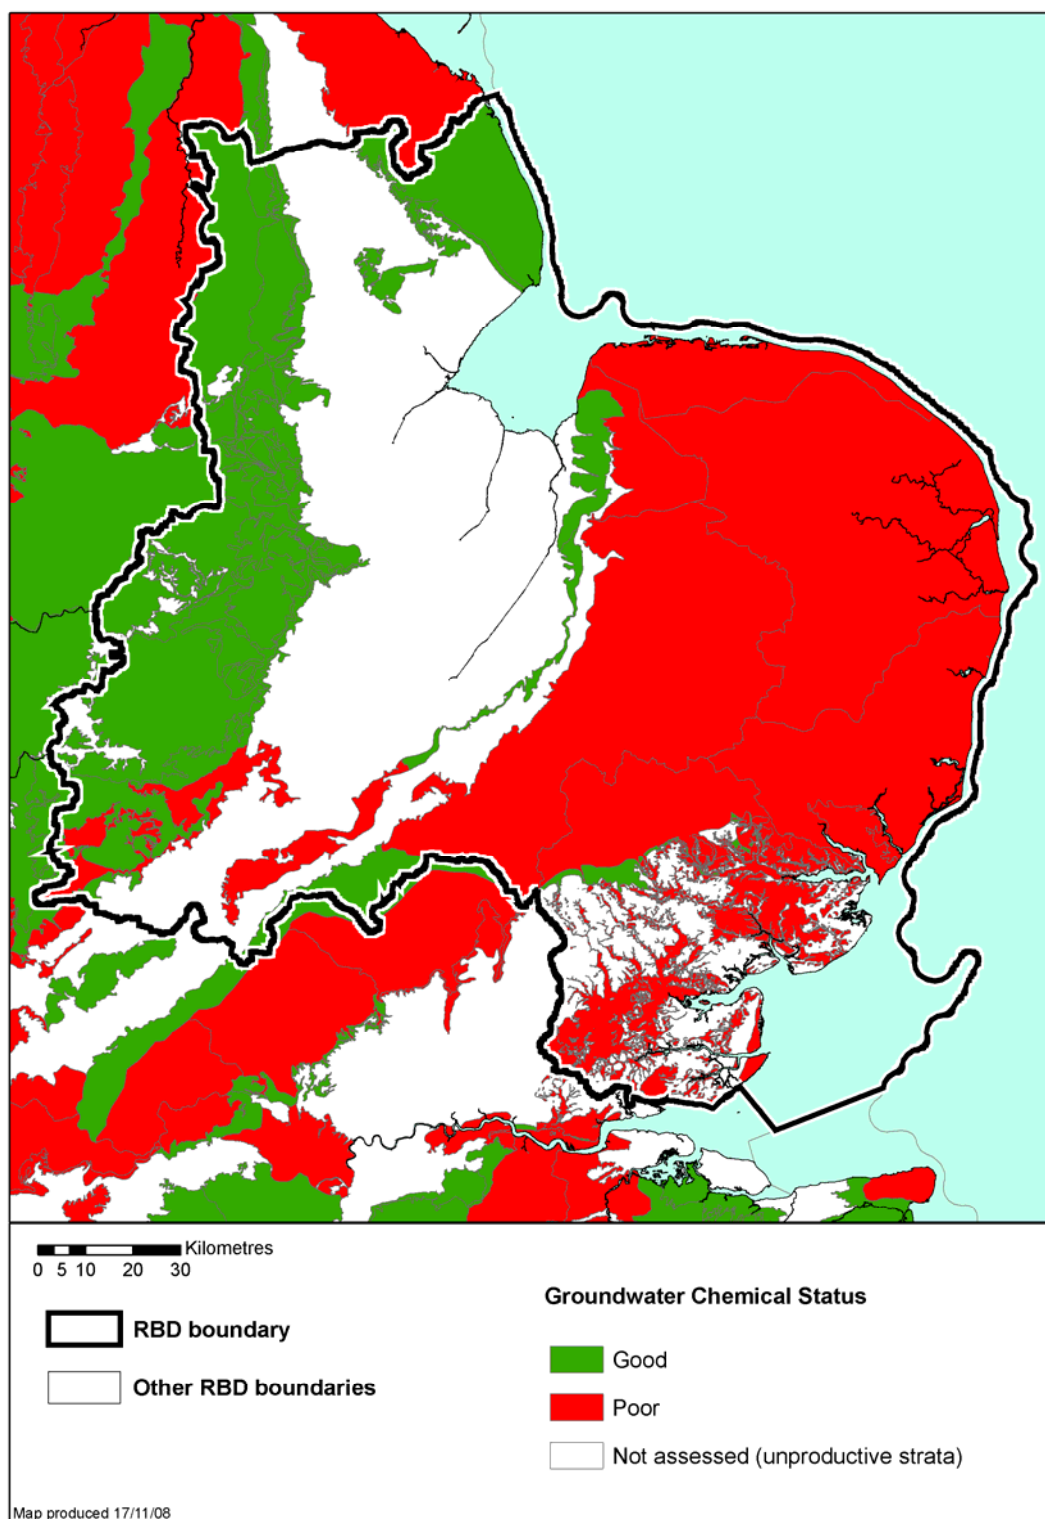 Kilometres
0 5 10 20 30
RBD boundary
Other RBD boundaries
Groundwater Chemical Status
Good
Poor
Not assessed (unproductive strata)
Map produced 17/11/08